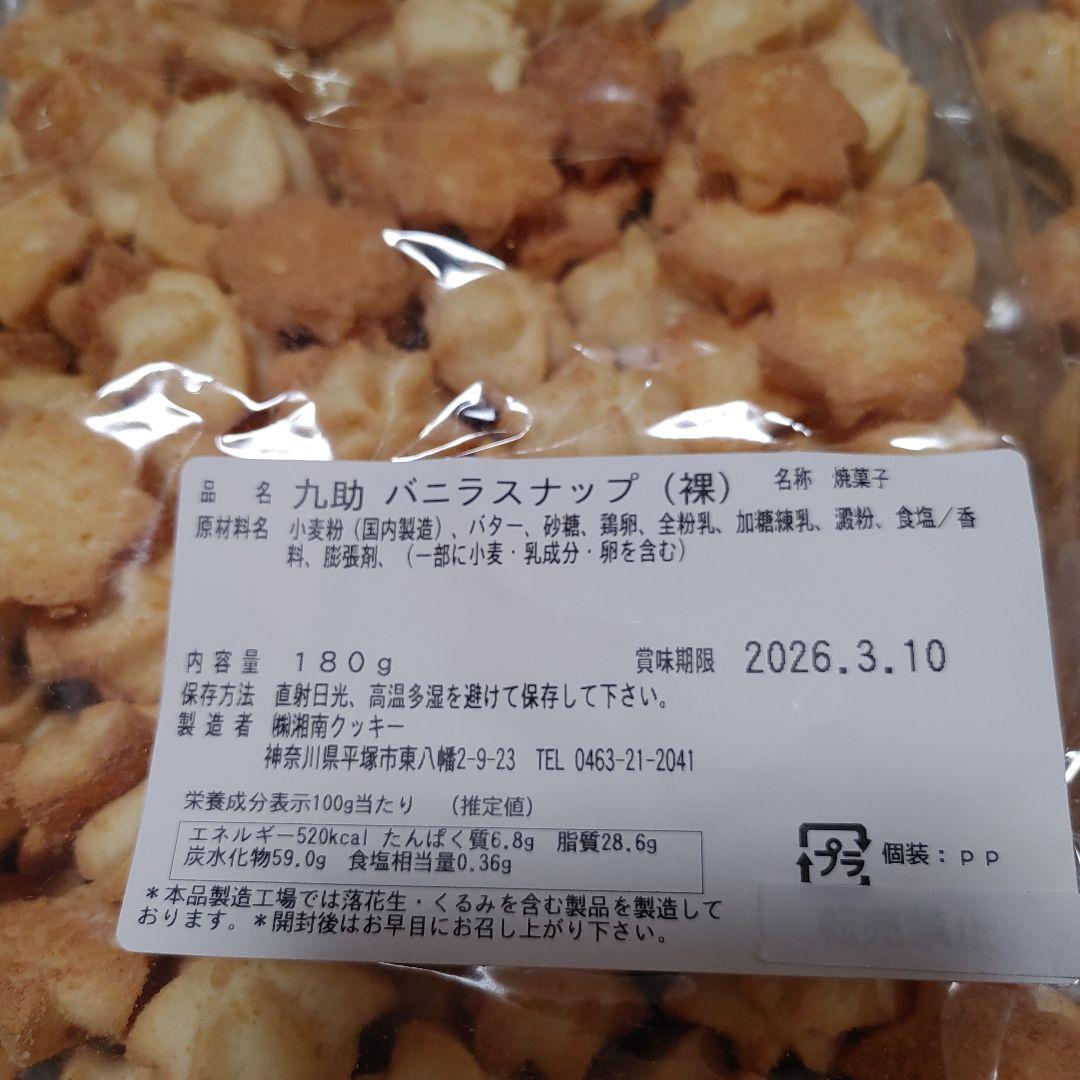 品名 九助 バニラスナップ（裸） 名称 焼菓子
原材料名 小麦粉（国内製造）、バター、砂糖、鶏卵、全粉乳、加糖練乳、澱粉、食塩／香
料、膨張剤、（一部に小麦・乳成分・卵を含む）
内容量 １８０ｇ 賞味期限 2026.3.10
保存方法 直射日光、高温多湿を避けて保存して下さい。
製造者 ㈱湘南クッキー
神奈川県平塚市東八幡2-9-23 TEL 0463-21-2041
栄養成分表示100g当たり （推定値）
エネルギー520kcal たんぱく質6.8g 脂質28.6g
炭水化物59.0g 食塩相当量0.36g
プラ 個装：ｐｐ
＊本品製造工場では落花生・くるみを含む製品を製造して
おります。＊開封後はお早目にお召し上がり下さい。